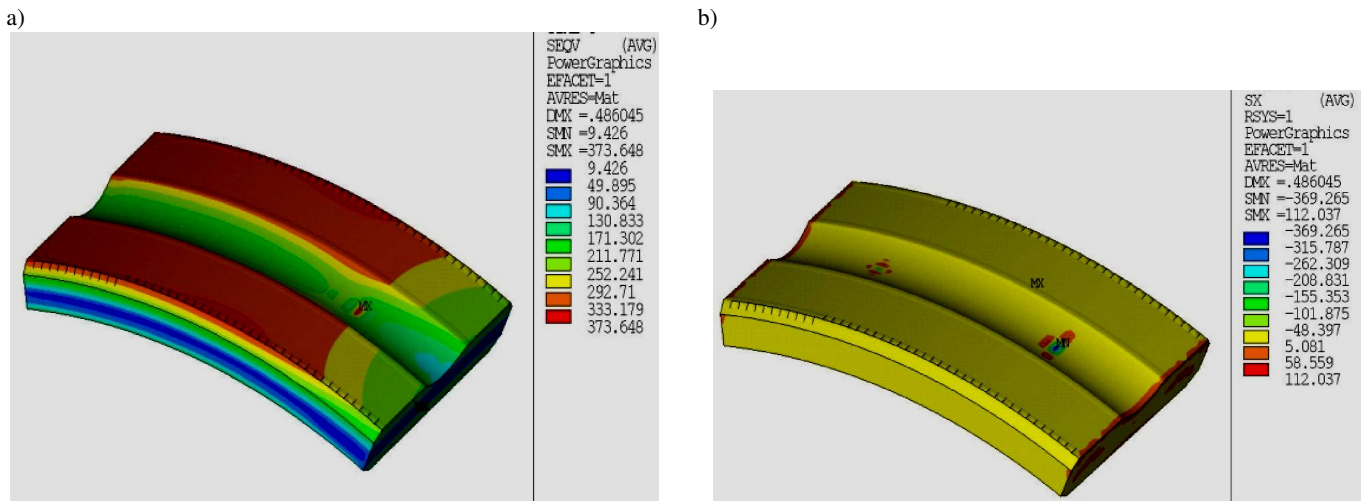 a)
SEQV (AVG)
PowerGraphics
EFACET=1
AVRES=Mat
DMX =.486045
SMN =9.426
SMX =373.648
9.426
49.895
90.364
130.833
171.302
211.771
252.241
292.71
333.179
373.648
MX
b)
SX (AVG)
RSYS=1
PowerGraphics
EFACET=1
AVRES=Mat
DMX =.486045
SMN =-369.265
SMX =112.037
-369.265
-315.787
-262.309
-208.831
-155.353
-101.875
-48.397
5.081
58.559
112.037
MX
MN